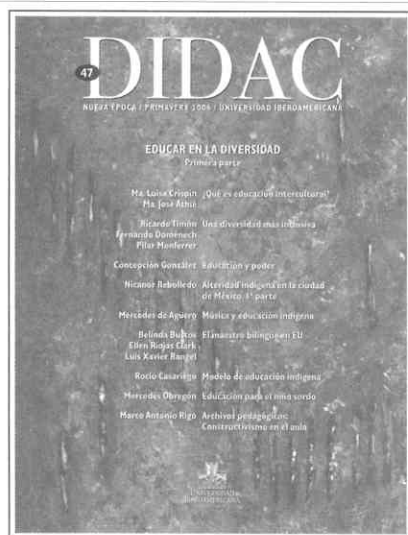 DIDAC
47
NUEVA ÉPOCA / PRIMAVERA 2006 / UNIVERSIDAD IBEROAMERICANA
EDUCAR EN LA DIVERSIDAD
Primera parte
Ma. Luisa Crispín ¿Qué es educación intercultural?
Ma. José Athié
Ricardo Timón Una diversidad más intensiva
Fernando Doménech
Pilar Monferrer
Concepción González Educación y poder
Nicanor Rebolledo Alteridad indígena en la ciudad
de México. 1ª parte
Mercedes de Agüero Música y educación indígena
Belinda Bustos El maestro bilingüe en EU
Ellen Riojas Clark
Luis Xavier Rangel
Rocío Casariego Modelo de educación indígena
Mercedes Obregón Educación para el niño sordo
Marco Antonio Rigo Archivos pedagógicos:
Constructivismo en el aula
UNIVERSIDAD
IBEROAMERICANA